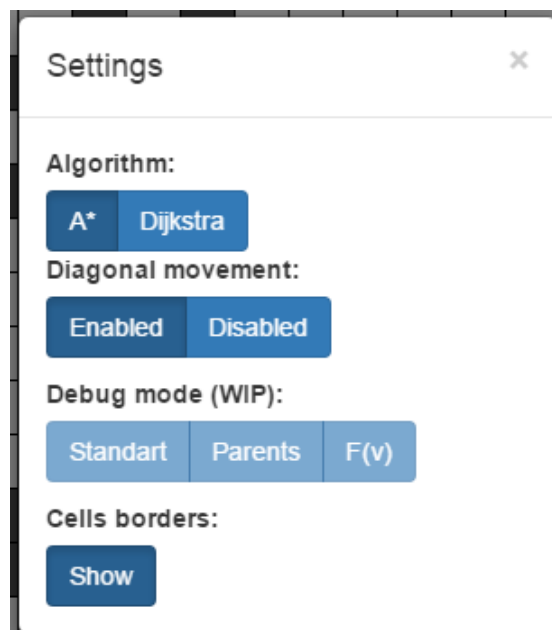 Settings ×
Algorithm:
A* Dijkstra
Diagonal movement:
Enabled Disabled
Debug mode (WIP):
Standart Parents F(v)
Cells borders:
Show